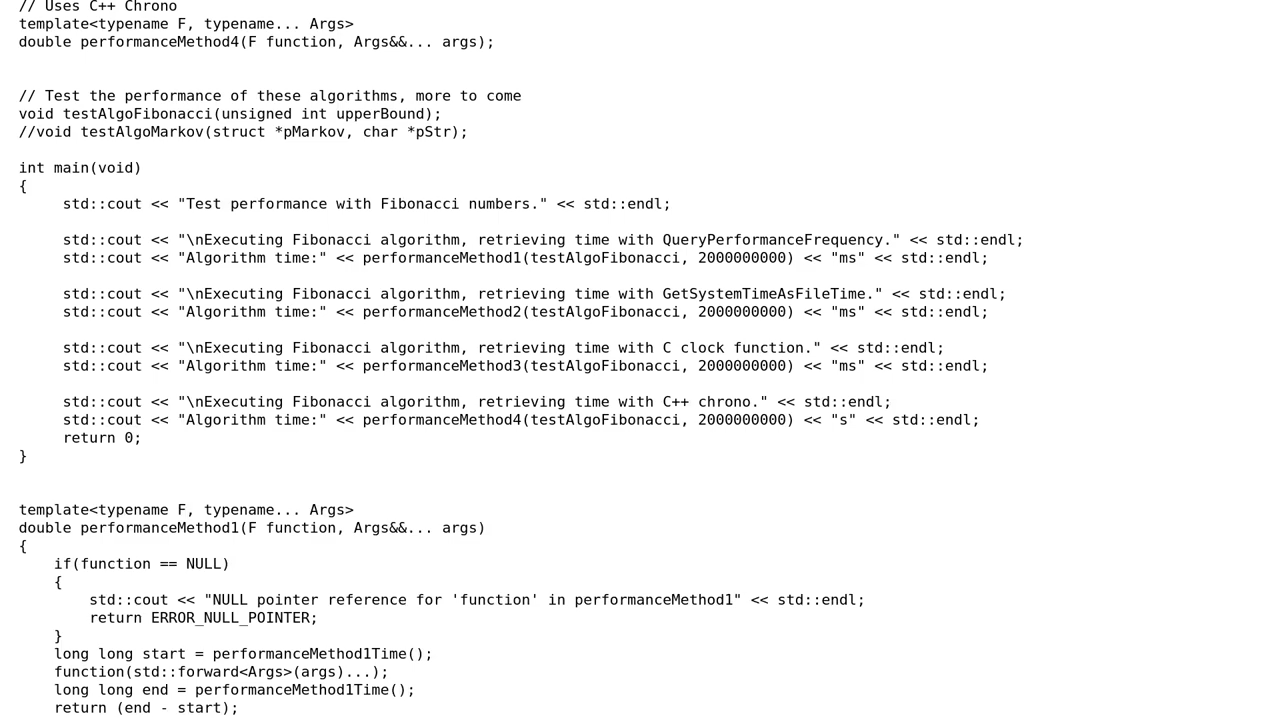 // Uses C++ Chrono
template<typename F, typename... Args>
double performanceMethod4(F function, Args&&... args);
// Test the performance of these algorithms, more to come
void testAlgoFibonacci(unsigned int upperBound);
//void testAlgoMarkov(struct *pMarkov, char *pStr);
int main(void)
{
     std::cout << "Test performance with Fibonacci numbers." << std::endl;
     std::cout << "\nExecuting Fibonacci algorithm, retrieving time with QueryPerformanceFrequency." << std::endl;
     std::cout << "Algorithm time:" << performanceMethod1(testAlgoFibonacci, 2000000000) << "ms" << std::endl;
     std::cout << "\nExecuting Fibonacci algorithm, retrieving time with GetSystemTimeAsFileTime." << std::endl;
     std::cout << "Algorithm time:" << performanceMethod2(testAlgoFibonacci, 2000000000) << "ms" << std::endl;
     std::cout << "\nExecuting Fibonacci algorithm, retrieving time with C clock function." << std::endl;
     std::cout << "Algorithm time:" << performanceMethod3(testAlgoFibonacci, 2000000000) << "ms" << std::endl;
     std::cout << "\nExecuting Fibonacci algorithm, retrieving time with C++ chrono." << std::endl;
     std::cout << "Algorithm time:" << performanceMethod4(testAlgoFibonacci, 2000000000) << "s" << std::endl;
     return 0;
}
template<typename F, typename... Args>
double performanceMethod1(F function, Args&&... args)
{
    if(function == NULL)
    {
        std::cout << "NULL pointer reference for 'function' in performanceMethod1" << std::endl;
        return ERROR_NULL_POINTER;
    }
    long long start = performanceMethod1Time();
    function(std::forward<Args>(args)...);
    long long end = performanceMethod1Time();
    return (end - start);